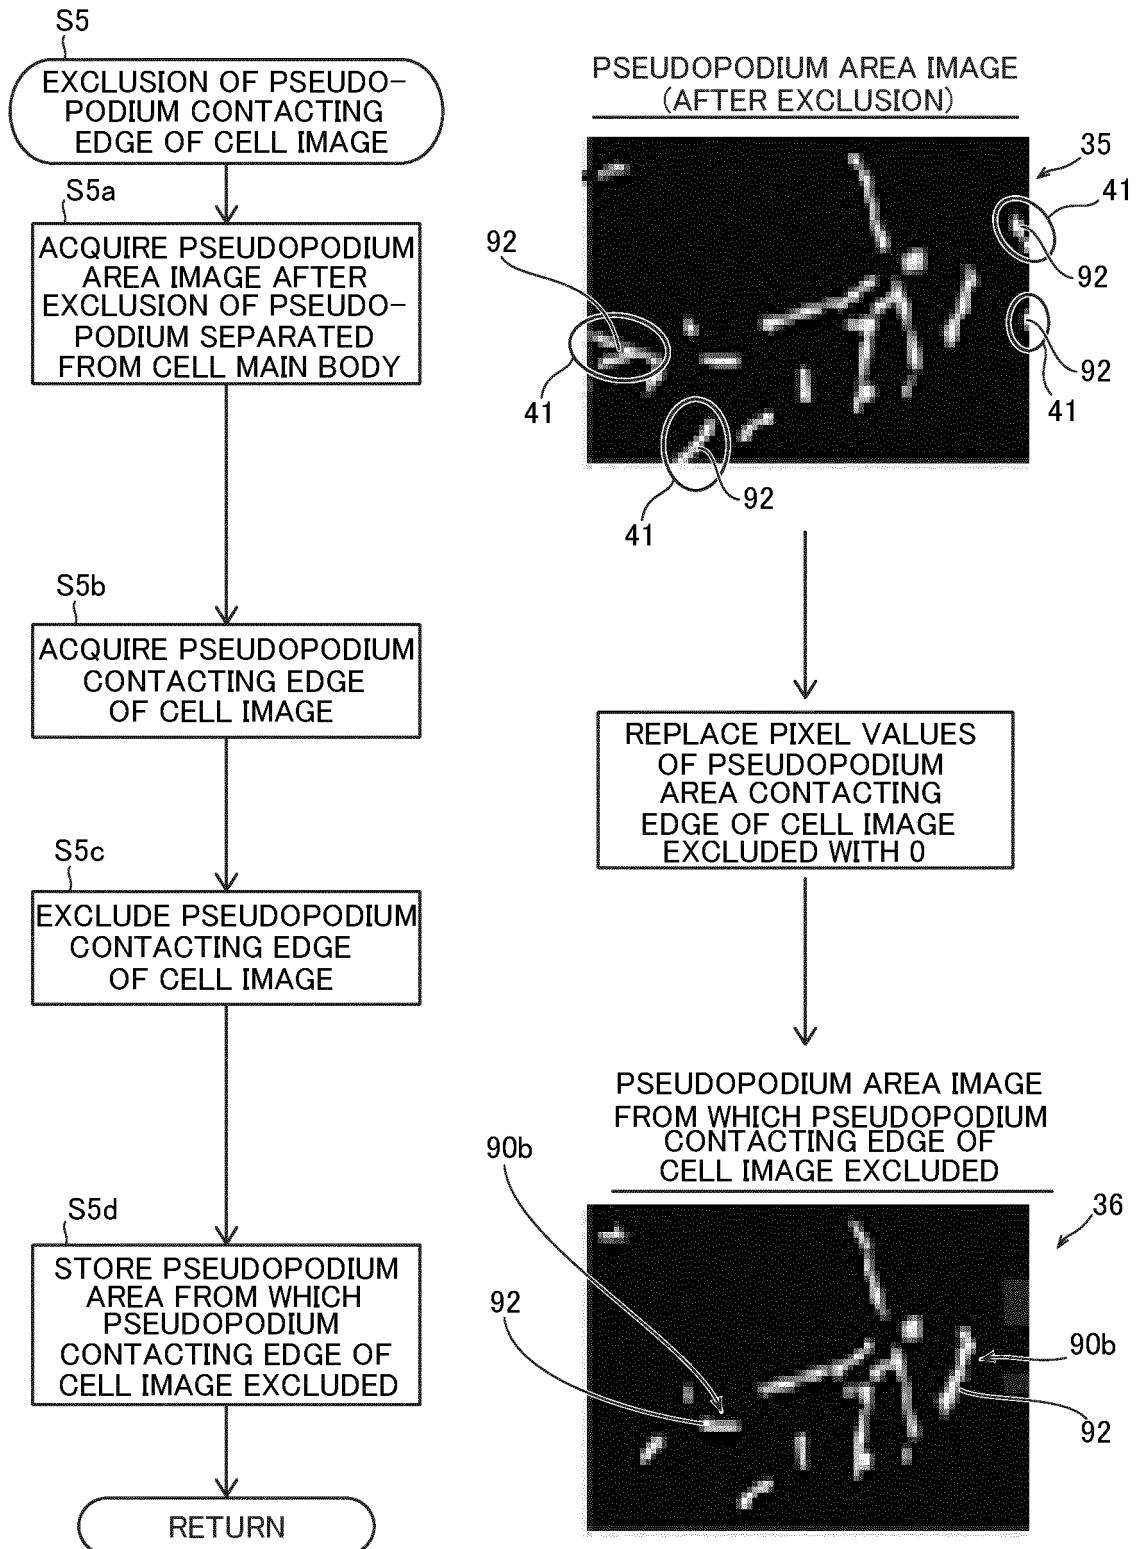 S5
EXCLUSION OF PSEUDO-
PODIUM CONTACTING
EDGE OF CELL IMAGE
S5a
ACQUIRE PSEUDOPODIUM
AREA IMAGE AFTER
EXCLUSION OF PSEUDO-
PODIUM SEPARATED
FROM CELL MAIN BODY
S5b
ACQUIRE PSEUDOPODIUM
CONTACTING EDGE
OF CELL IMAGE
S5c
EXCLUDE PSEUDOPODIUM
CONTACTING EDGE
OF CELL IMAGE
S5d
STORE PSEUDOPODIUM
AREA FROM WHICH
PSEUDOPODIUM
CONTACTING EDGE OF
CELL IMAGE EXCLUDED
RETURN
PSEUDOPODIUM AREA IMAGE
(AFTER EXCLUSION)
35
41
92
92
41
92
41
92
41
REPLACE PIXEL VALUES
OF PSEUDOPODIUM
AREA CONTACTING
EDGE OF CELL IMAGE
EXCLUDED WITH 0
PSEUDOPODIUM AREA IMAGE
FROM WHICH PSEUDOPODIUM
CONTACTING EDGE OF
CELL IMAGE EXCLUDED
90b
36
92
90b
92